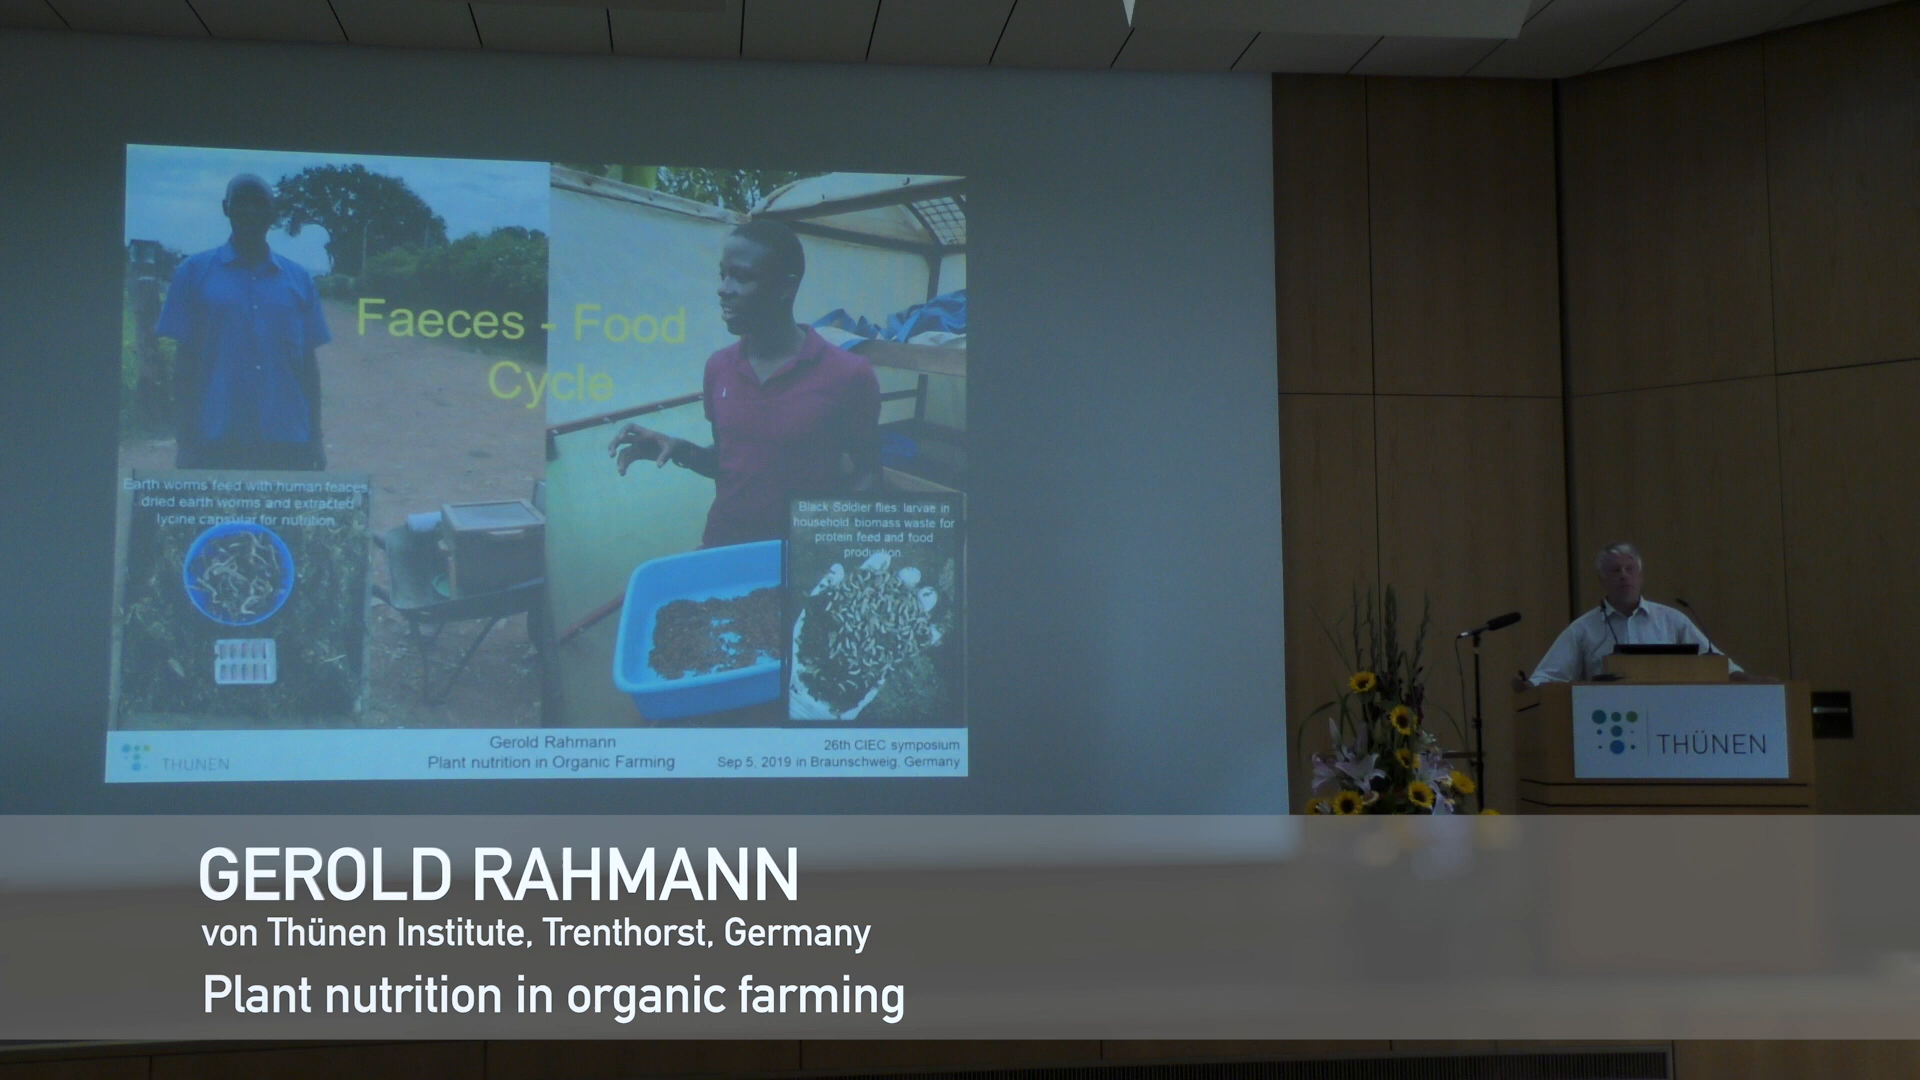 Faeces - Food
Cycle
Earth worms feed with human feaces,
dried earth worms and extracted
lycine capsular for nutrition
Black Soldier flies: larvae in
household biomass waste for
protein feed and food
production
THÜNEN
Gerold Rahmann
Plant nutrition in Organic Farming
26th CIEC symposium
Sep 5, 2019 in Braunschweig, Germany
THÜNEN
GEROLD RAHMANN
von Thünen Institute, Trenthorst, Germany
Plant nutrition in organic farming